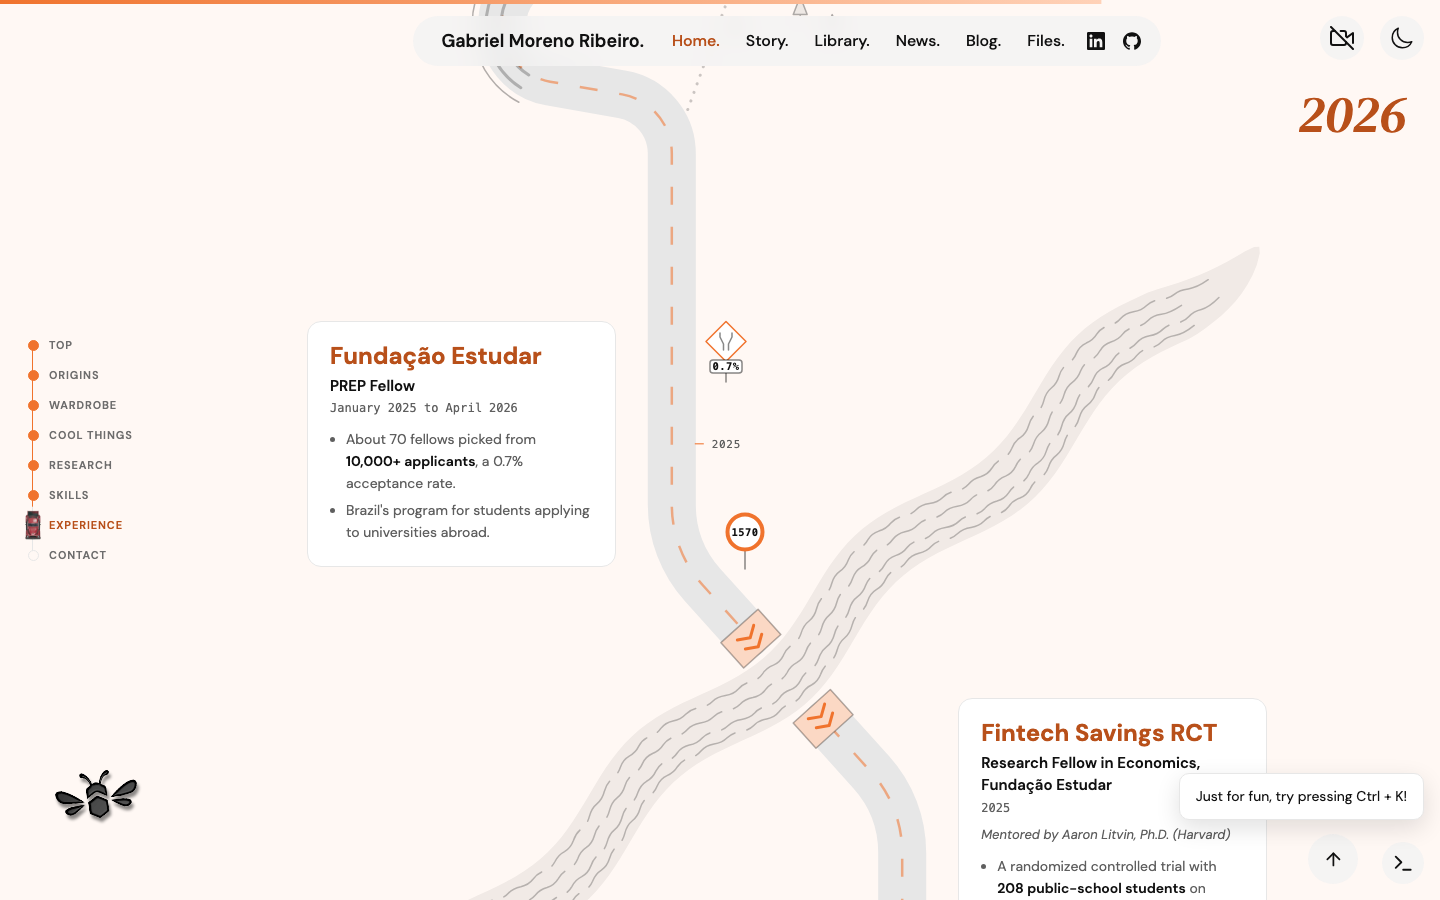 Gabriel Moreno Ribeiro.
Home.
Story.
Library.
News.
Blog.
Files.
2026
TOP
ORIGINS
WARDROBE
COOL THINGS
RESEARCH
SKILLS
EXPERIENCE
CONTACT
Fundação Estudar
PREP Fellow
January 2025 to April 2026
About 70 fellows picked from
10,000+ applicants, a 0.7%
acceptance rate.
Brazil's program for students applying
to universities abroad.
0.7%
2025
1570
Fintech Savings RCT
Research Fellow in Economics,
Fundação Estudar
2025
Mentored by Aaron Litvin, Ph.D. (Harvard)
A randomized controlled trial with
208 public-school students on
Just for fun, try pressing Ctrl + K!